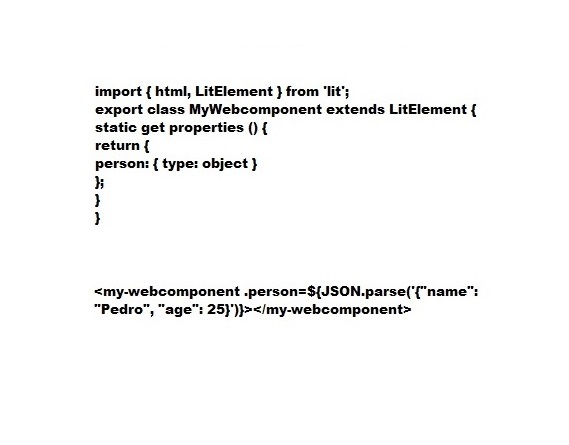 import { html, LitElement } from 'lit';
export class MyWebcomponent extends LitElement {
static get properties () {
return {
person: { type: object }
};
}
}
<my-webcomponent .person=${JSON.parse('{"name":
"Pedro", "age": 25}')}></my-webcomponent>